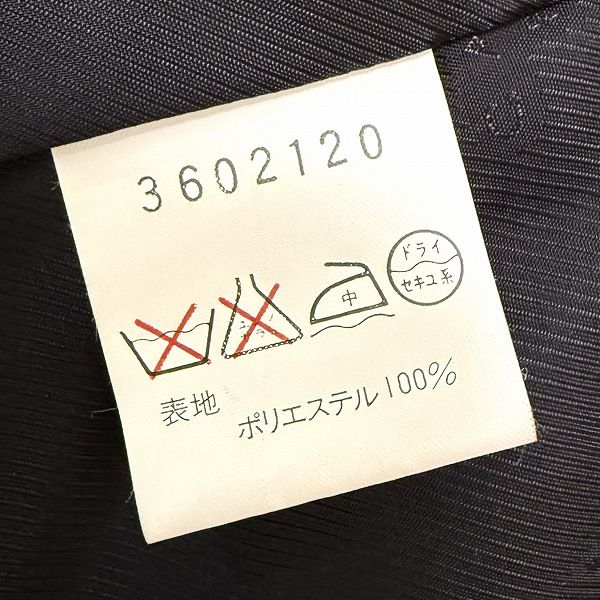 3602120
中
ドライ
セキユ系
表地
ポリエステル100%